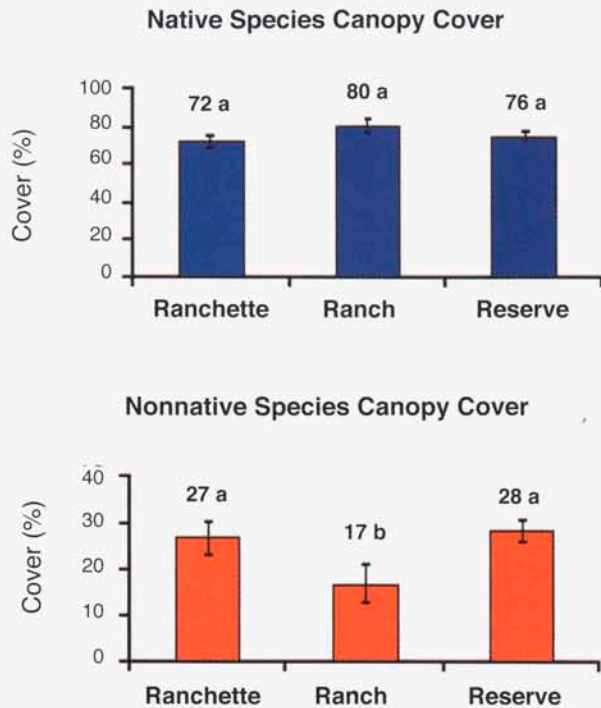 Native Species Canopy Cover
Cover (%)
100
80
60
40
20
0
72 a
80 a
76 a
Ranchette Ranch Reserve
Nonnative Species Canopy Cover
Cover (%)
40
30
20
10
0
27 a
17 b
28 a
Ranchette Ranch Reserve